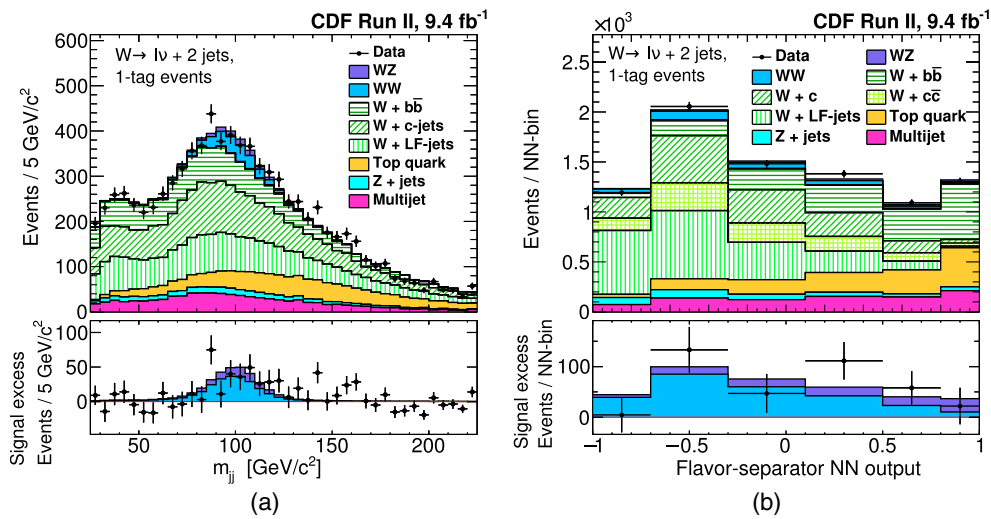 CDF Run II, 9.4 fb⁻¹
Events / 5 GeV/c²
600
500
400
300
200
100
0
W→ lν + 2 jets,
1-tag events
Data
WZ
WW
W + bb̅
W + c-jets
W + LF-jets
Top quark
Z + jets
Multijet
Signal excess
Events / 5 GeV/c²
100
50
0
50
100
150
200
m_jj [GeV/c²]
(a)
×10³
CDF Run II, 9.4 fb⁻¹
Events / NN-bin
2.5
2
1.5
1
0.5
0
W→ lν + 2 jets,
1-tag events
Data
WW
W + c
W + LF-jets
Z + jets
WZ
W + bb̅
W + cc̅
Top quark
Multijet
Signal excess
Events / NN-bin
100
0
−1
−0.5
0
0.5
1
Flavor-separator NN output
(b)